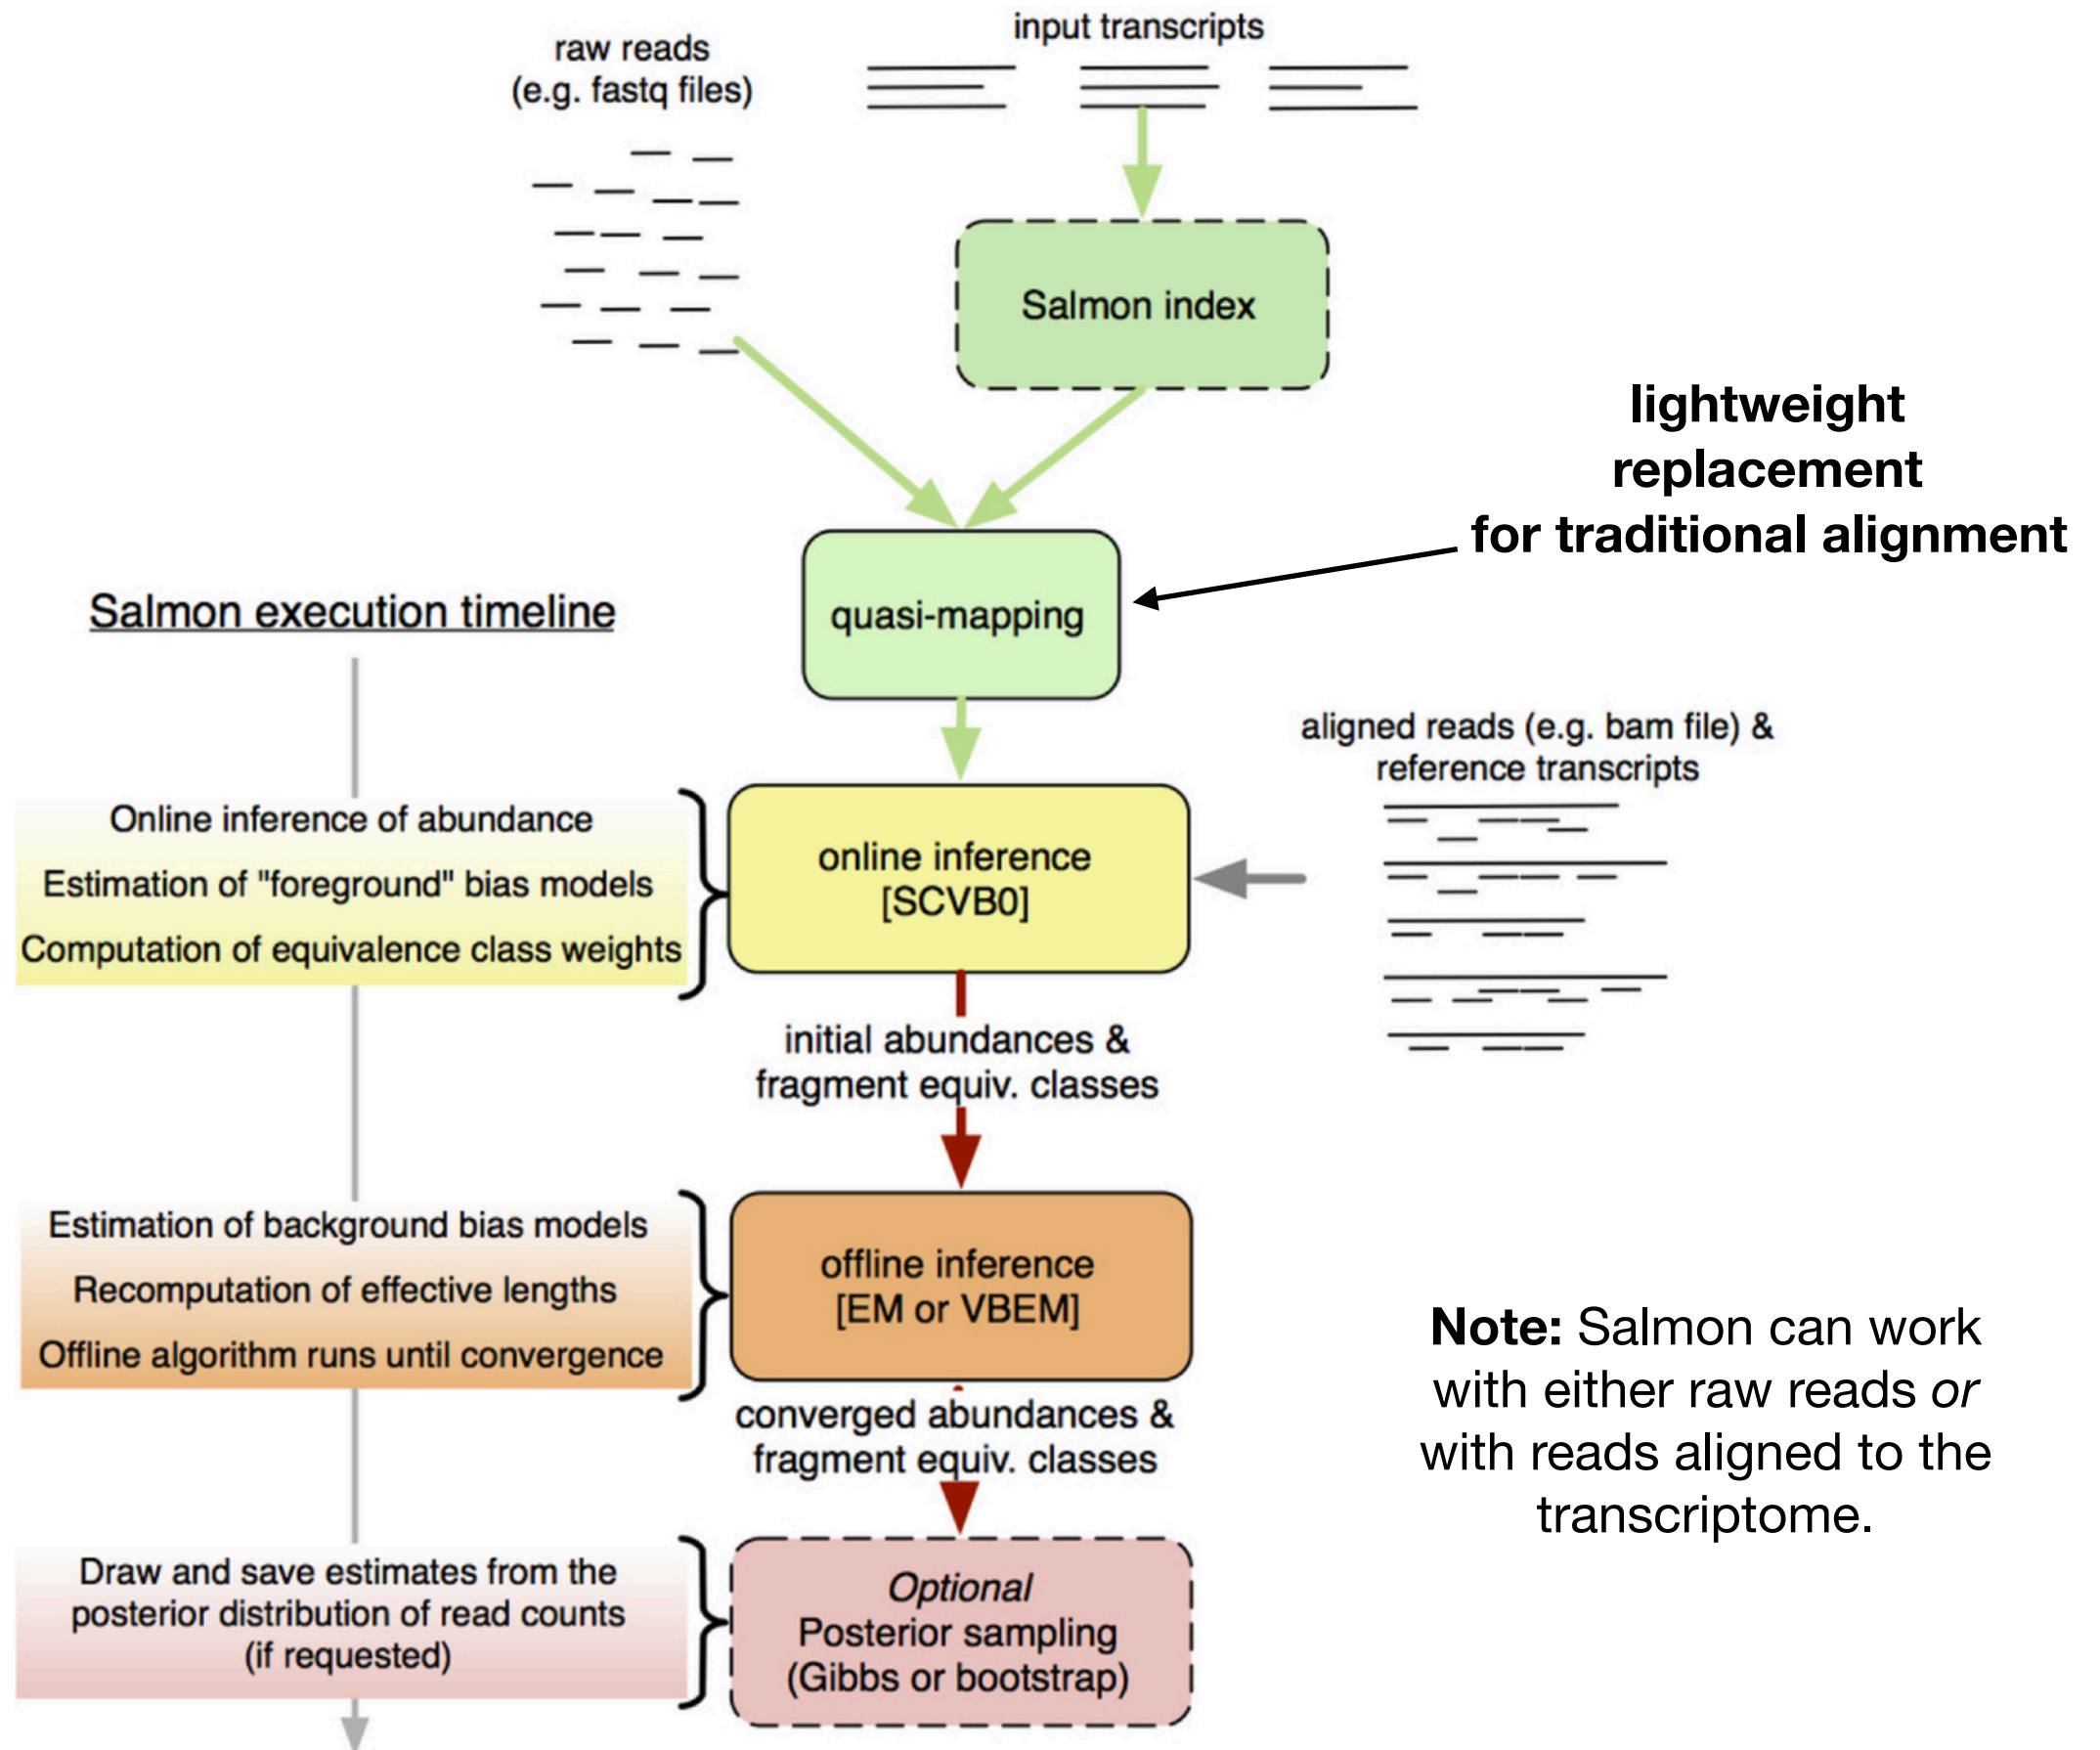 input transcripts
raw reads
(e.g. fastq files)
Salmon index
lightweight
replacement
for traditional alignment
quasi-mapping
Salmon execution timeline
aligned reads (e.g. bam file) &
reference transcripts
Online inference of abundance
Estimation of "foreground" bias models
Computation of equivalence class weights
online inference
[SCVB0]
initial abundances &
fragment equiv. classes
Estimation of background bias models
Recomputation of effective lengths
Offline algorithm runs until convergence
offline inference
[EM or VBEM]
Note: Salmon can work
with either raw reads or
with reads aligned to the
transcriptome.
converged abundances &
fragment equiv. classes
Draw and save estimates from the
posterior distribution of read counts
(if requested)
Optional
Posterior sampling
(Gibbs or bootstrap)